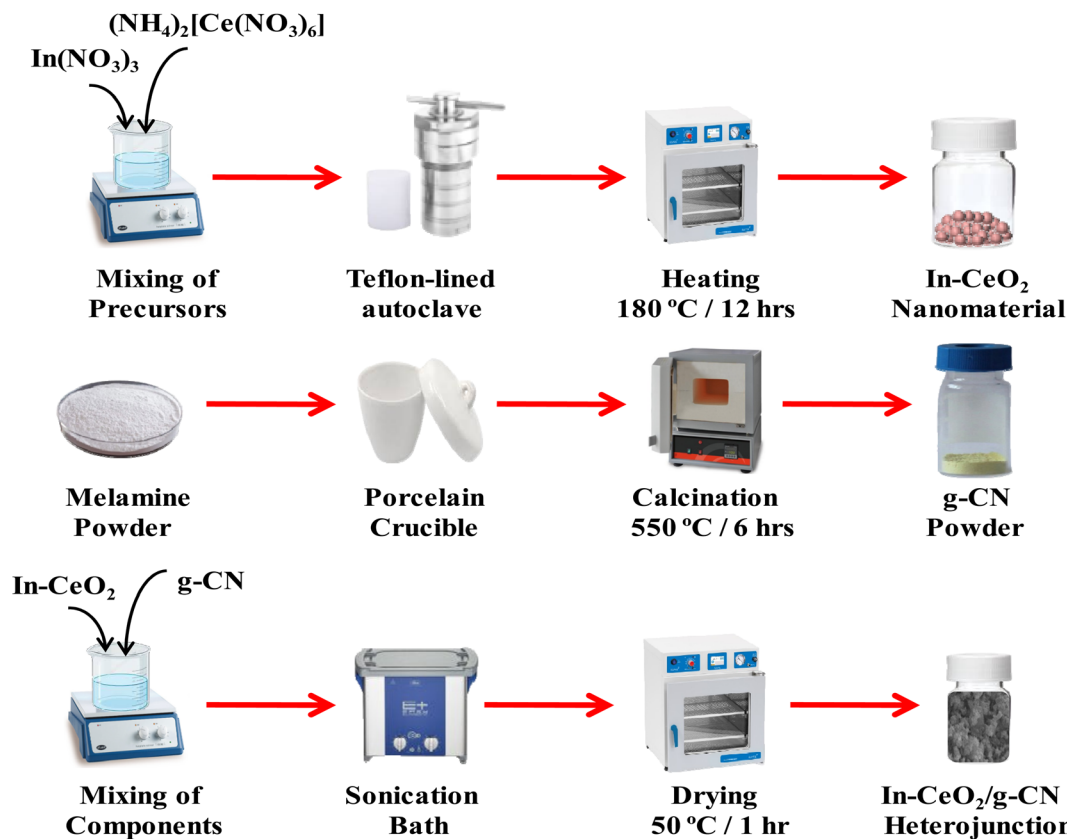 (NH₄)₂[Ce(NO₃)₆]
In(NO₃)₃
Mixing of
Precursors
Teflon-lined
autoclave
Heating
180 ºC / 12 hrs
In-CeO₂
Nanomaterial
Melamine
Powder
Porcelain
Crucible
Calcination
550 ºC / 6 hrs
g-CN
Powder
In-CeO₂
g-CN
Mixing of
Components
Sonication
Bath
Drying
50 ºC / 1 hr
In-CeO₂/g-CN
Heterojunction